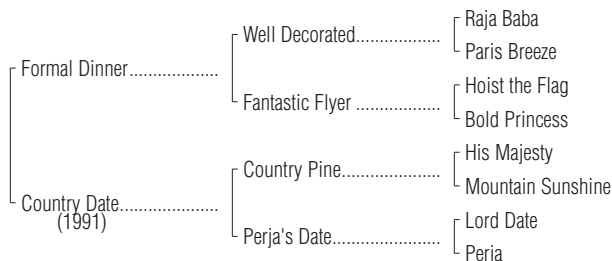 Raja Baba
Well Decorated...................
Paris Breeze
Formal Dinner....................
Hoist the Flag
Fantastic Flyer ...................
Bold Princess
His Majesty
Country Pine......................
Mountain Sunshine
Country Date......................
(1991)
Lord Date
Perja's Date........................
Perja